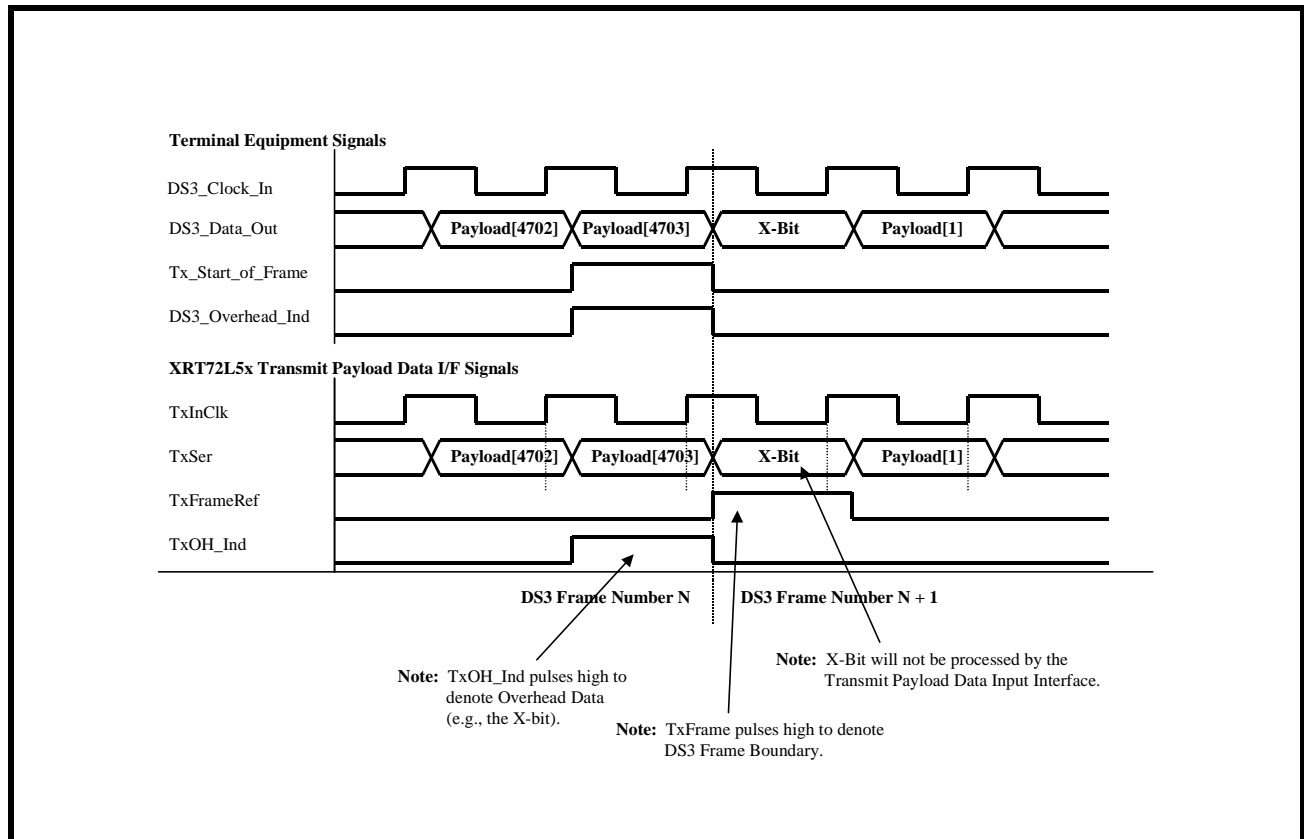 Terminal Equipment Signals
DS3_Clock_In
DS3_Data_Out
Payload[4702] Payload[4703] X-Bit Payload[1]
Tx_Start_of_Frame
DS3_Overhead_Ind
XRT72L5x Transmit Payload Data I/F Signals
TxInClk
TxSer
Payload[4702] Payload[4703] X-Bit Payload[1]
TxFrameRef
TxOH_Ind
DS3 Frame Number N DS3 Frame Number N + 1
Note: TxOH_Ind pulses high to
denote Overhead Data
(e.g., the X-bit).
Note: X-Bit will not be processed by the
Transmit Payload Data Input Interface.
Note: TxFrame pulses high to denote
DS3 Frame Boundary.